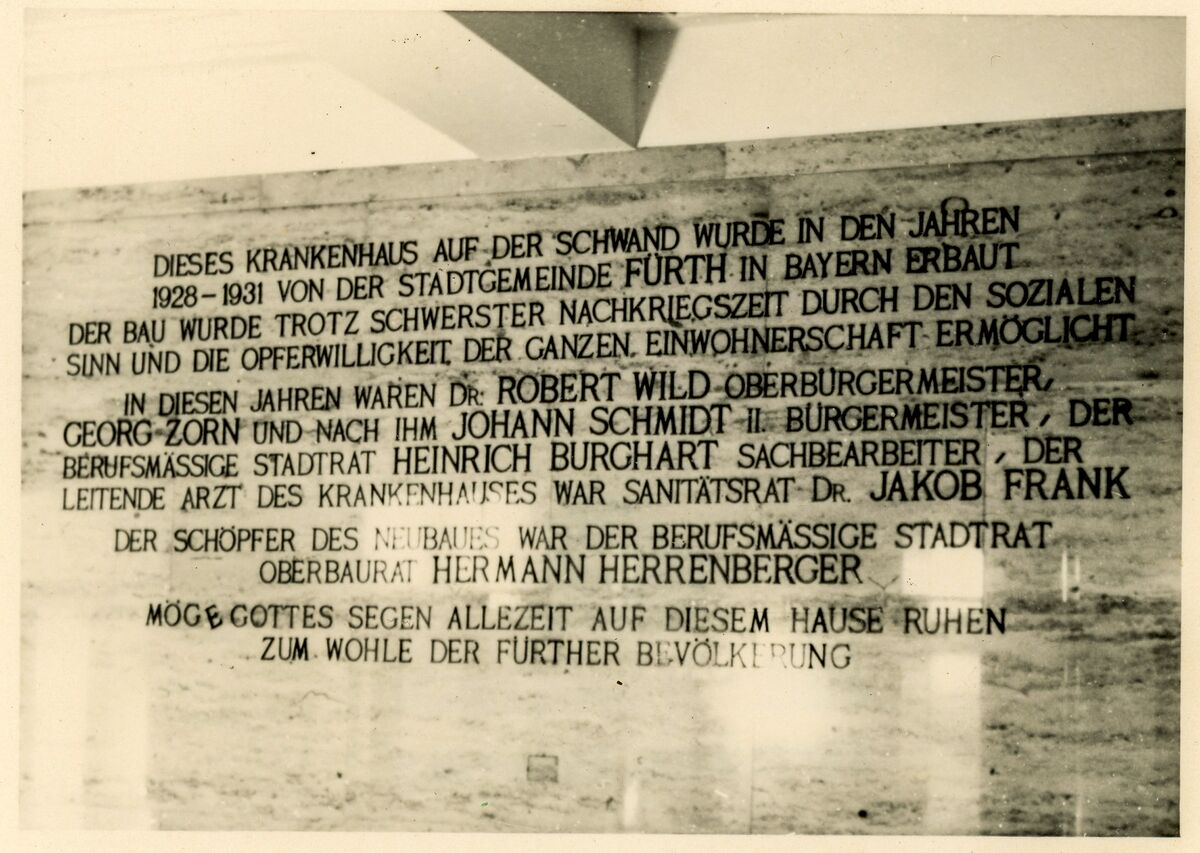 DIESES KRANKENHAUS AUF DER SCHWAND WURDE IN DEN JAHREN
1928-1931 VON DER STADTGEMEINDE FÜRTH IN BAYERN ERBAUT
DER BAU WURDE TROTZ SCHWERSTER NACHKRIEGSZEIT DURCH DEN SOZIALEN
SINN UND DIE OPFERWILLIGKEIT DER GANZEN EINWOHNERSCHAFT ERMÖGLICHT
IN DIESEN JAHREN WAREN DR. ROBERT WILD OBERBÜRGERMEISTER,
GEORG ZORN UND NACH IHM JOHANN SCHMIDT II. BÜRGERMEISTER, DER
BERUFSMÄSSIGE STADTRAT HEINRICH BURGHART SACHBEARBEITER, DER
LEITENDE ARZT DES KRANKENHAUSES WAR SANITÄTSRAT DR. JAKOB FRANK
DER SCHÖPFER DES NEUBAUES WAR DER BERUFSMÄSSIGE STADTRAT
OBERBAURAT HERMANN HERRENBERGER
MÖGE GOTTES SEGEN ALLEZEIT AUF DIESEM HAUSE RUHEN
ZUM WOHLE DER FÜRTHER BEVÖLKERUNG